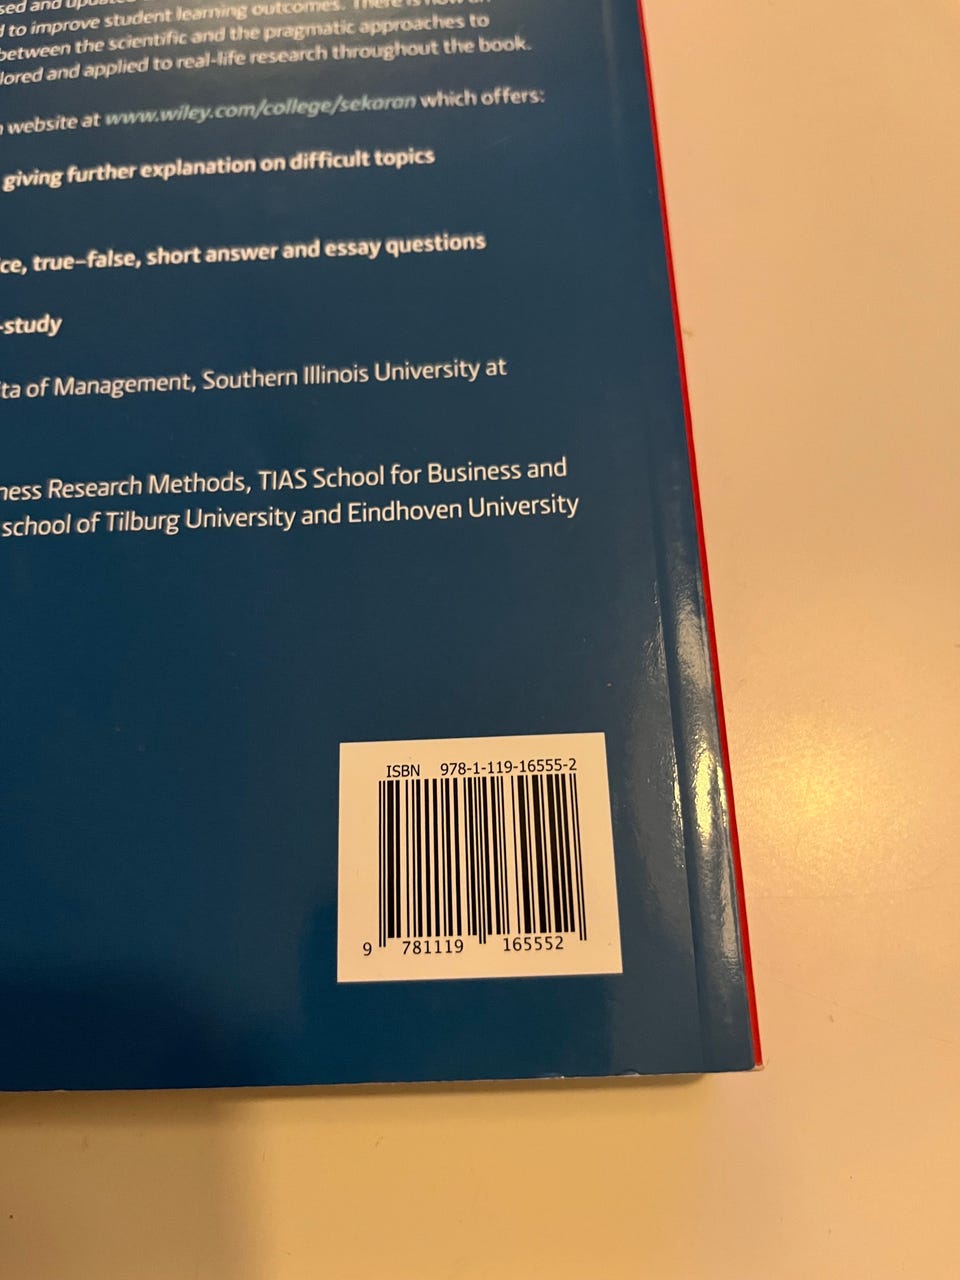 sed and
to improve student learning outcomes. There is now
between the scientific and the pragmatic approaches to
lored and applied to real-life research throughout the book.
website at www.wiley.com/college/sekaran which offers:
giving further explanation on difficult topics
ce, true–false, short answer and essay questions
-study
ta of Management, Southern Illinois University at
ness Research Methods, TIAS School for Business and
school of Tilburg University and Eindhoven University
ISBN 978-1-119-16555-2
9 781119 165552